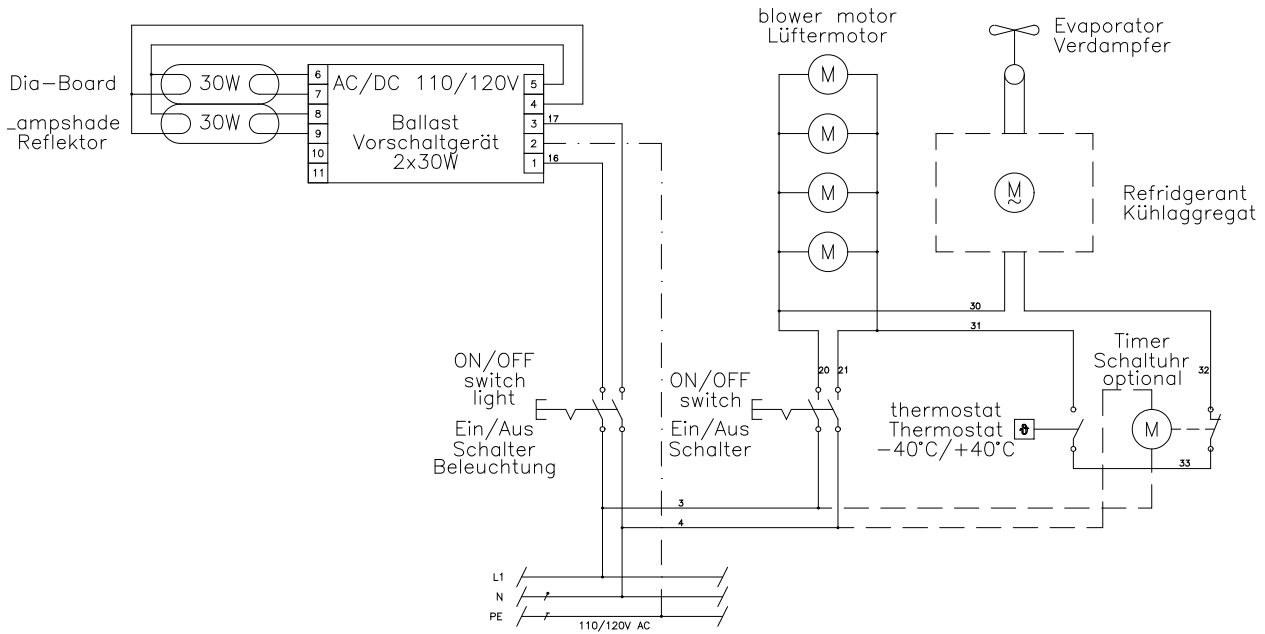 blower motor
Lüftermotor
Evaporator
Verdampfer
Dia-Board
_ampshade
Reflektor
30W
30W
6
7
8
9
10
11
AC/DC 110/120V
Ballast
Vorschaltgerät
2x30W
5
4
3
2
1
17
16
M
M
M
M
M
~
Refridgerant
Kühlaggregat
30
31
32
20
21
ON/OFF
switch
light
Ein/Aus
Schalter
Beleuchtung
ON/OFF
switch
Ein/Aus
Schalter
Timer
Schaltuhr
optional
thermostat
Thermostat
-40°C/+40°C
ϑ
M
33
3
4
L1
N
PE
110/120V AC